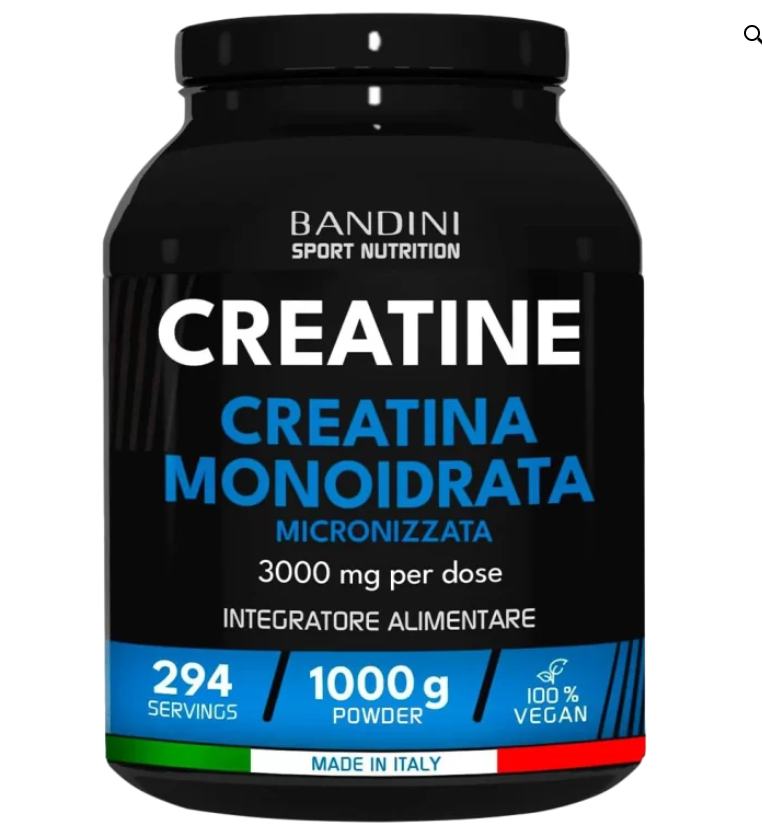 BANDINI
SPORT NUTRITION
CREATINE
CREATINA
MONOIDRATA
MICRONIZZATA
3000 mg per dose
INTEGRATORE ALIMENTARE
294
SERVINGS
1000 g
POWDER
100%
VEGAN
MADE IN ITALY